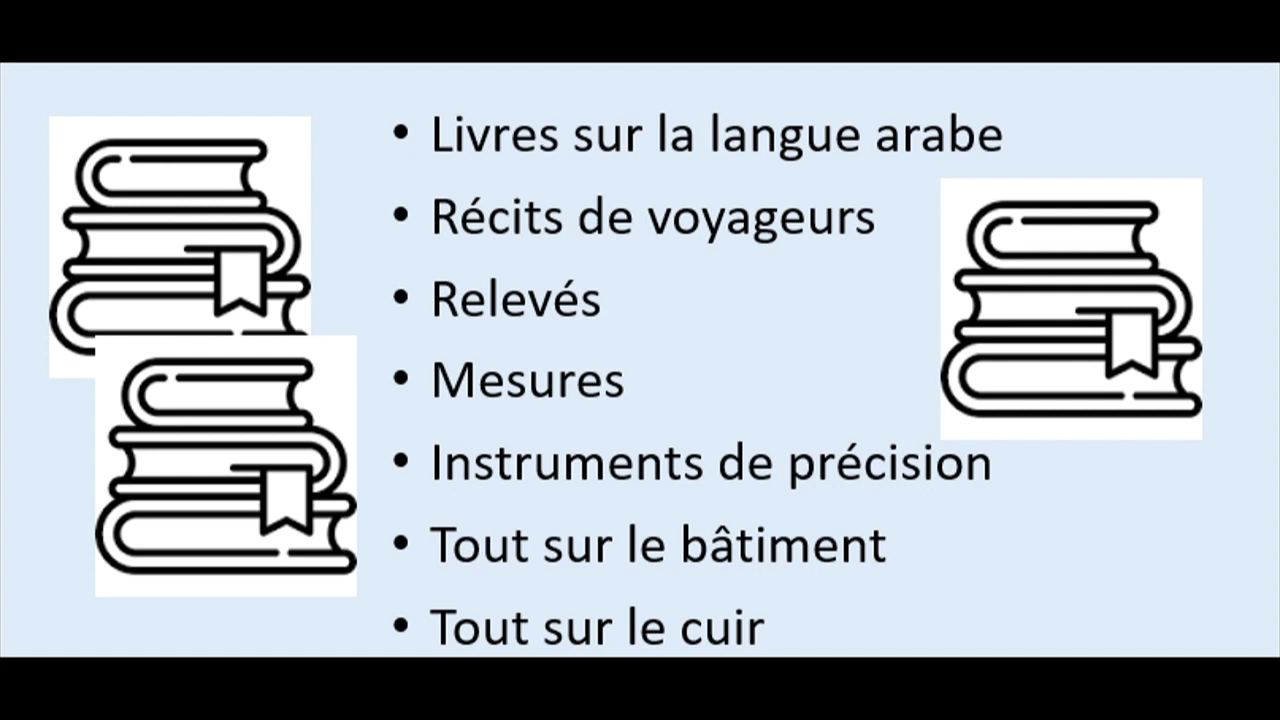 • Livres sur la langue arabe
• Récits de voyageurs
• Relevés
• Mesures
• Instruments de précision
• Tout sur le bâtiment
• Tout sur le cuir